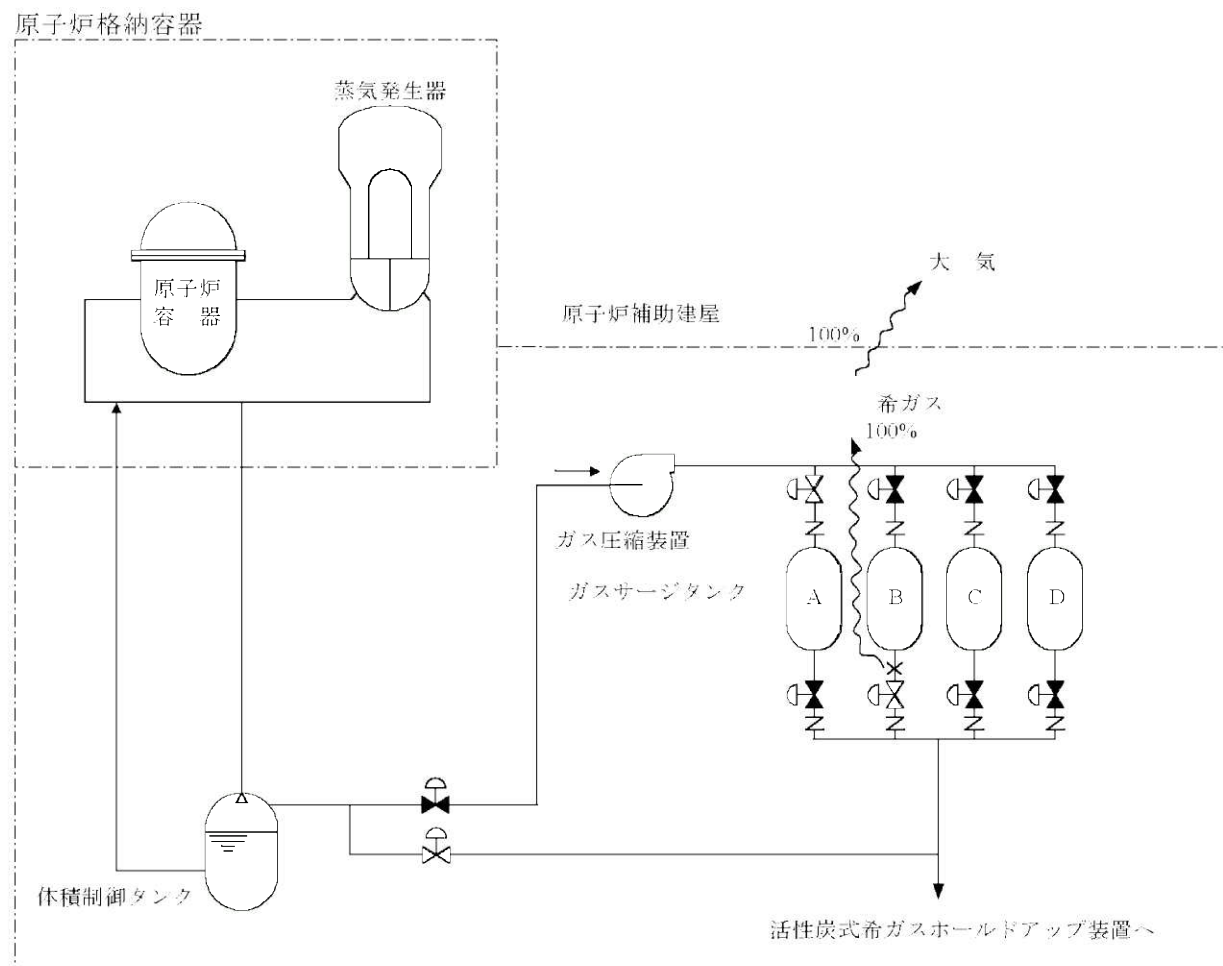 原子炉格納容器
蒸気発生器
原子炉
容 器
大 気
原子炉補助建屋
100%
希ガス
100%
ガス圧縮装置
ガスサージタンク
A
B
C
D
体積制御タンク
活性炭式希ガスホールドアップ装置へ